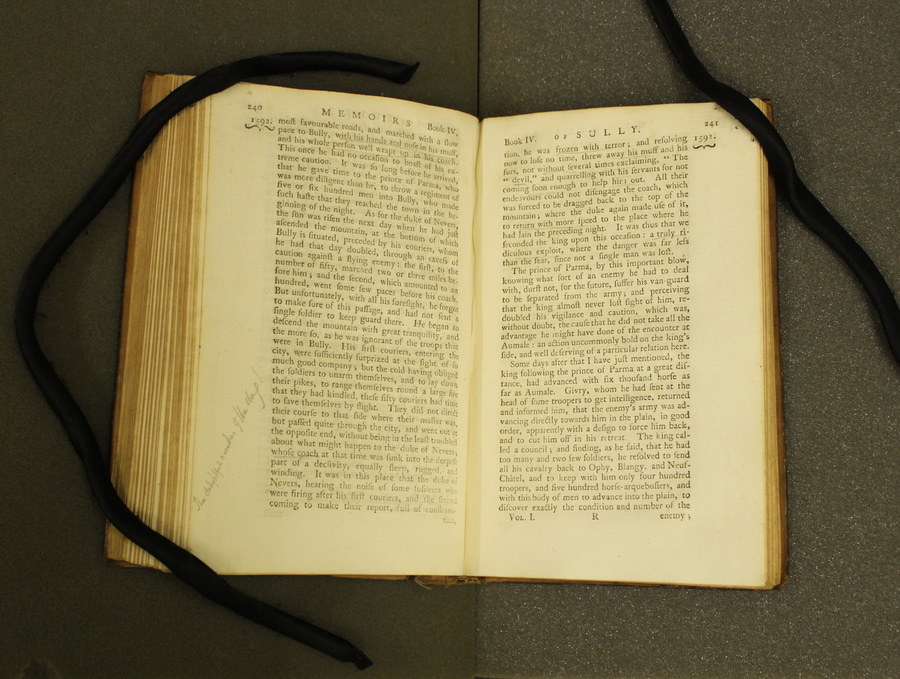 240
MEMOIRS Book IV.
1592. most favourable roads, and marched with a slow
pace to Bully, with his hands and nose in his muff,
and his whole person well wrapt up in his coach.
This once he had no occasion to boast of his ex-
treme caution. It was so long before he arrived,
that he gave time to the prince of Parma, who
was more diligent than he, to throw a regiment of
five or six hundred men into Bully, who made
such haste that they reached the town in the be-
ginning of the night. As for the duke of Nevers,
the sun was risen the next day when he had just
ascended the mountain, at the bottom of which
Bully is situated, preceded by his couriers, whom
he had that day doubled, through an excess of
caution against a flying enemy: the first, to the
number of fifty, marched two or three miles be-
fore him; and the second, which amounted to an
hundred, went some few paces before his coach.
But unfortunately, with all his foresight, he forgot
to make sure of this passage, and had not sent a
single soldier to keep guard there. He began to
descend the mountain with great tranquillity, and
the more so, as he was ignorant of the troops that
were in Bully. His first couriers, entering the
city, were sufficiently surprized at the sight of so
much good company; but the cold having obliged
the soldiers to unarm themselves, and to lay down
their pikes, to range themselves round a large fire
that they had kindled, these fifty couriers had time
to save themselves by flight. They did not direct
their course to that side where their master was,
but passed quite through the city, and went out at
the opposite end, without being in the least troubled
about what might happen to the duke of Nevers,
whose coach at that time was sunk into the deepest
part of a declivity, equally steep, rugged, and
winding. It was in this place that the duke of
Nevers, hearing the noise of some fusileers who
were firing after his first couriers, and the second
coming to make their report, full of consterna-
tion,
Book IV. OF SULLY. 241
tion, he was frozen with terror; and resolving 1592.
now to lose no time, threw away his muff and his
furs, not without several times exclaiming, "The
"devil," and quarrelling with his servants for not
coming soon enough to help him out. All their
endeavours could not disengage the coach, which
was forced to be dragged back to the top of the
mountain; where the duke again made use of it,
to return with more speed to the place where he
had lain the preceding night. It was thus we
seconded the king upon this occasion: a truly ri-
diculous exploit, where the danger was far less
than the fear, since not a single man was lost.
The prince of Parma, by this important blow,
knowing what sort of an enemy he had to deal
with, durst not, for the future, suffer his van-guard
to be separated from the army; and perceiving
that the king almost never lost sight of him, re-
doubled his vigilance and caution, which was,
without doubt, the cause that he did not take all the
advantage he might have done of the encounter at
Aumale: an action uncommonly bold on the king's
side, and well deserving of a particular relation here.
Some days after that I have just mentioned, the
king following the prince of Parma at a great dis-
tance, had advanced with six thousand horse as
far as Aumale. Givry, whom he had sent at the
head of some troopers to get intelligence, returned
and informed him, that the enemy's army was ad-
vancing directly towards him in the plain, in good
order, apparently with a design to force him back,
and to cut him off in his retreat. The king cal-
led a council; and finding, as he said, that he had
too many and two few soldiers, he resolved to send
all his cavalry back to Ophy, Blangy, and Neuf-
Châtel, and to keep with him only four hundred
troopers, and five hundred horse-arquebusiers, and
with this body of men to advance into the plain, to
discover exactly the condition and number of the
Vol. I. R enemy;